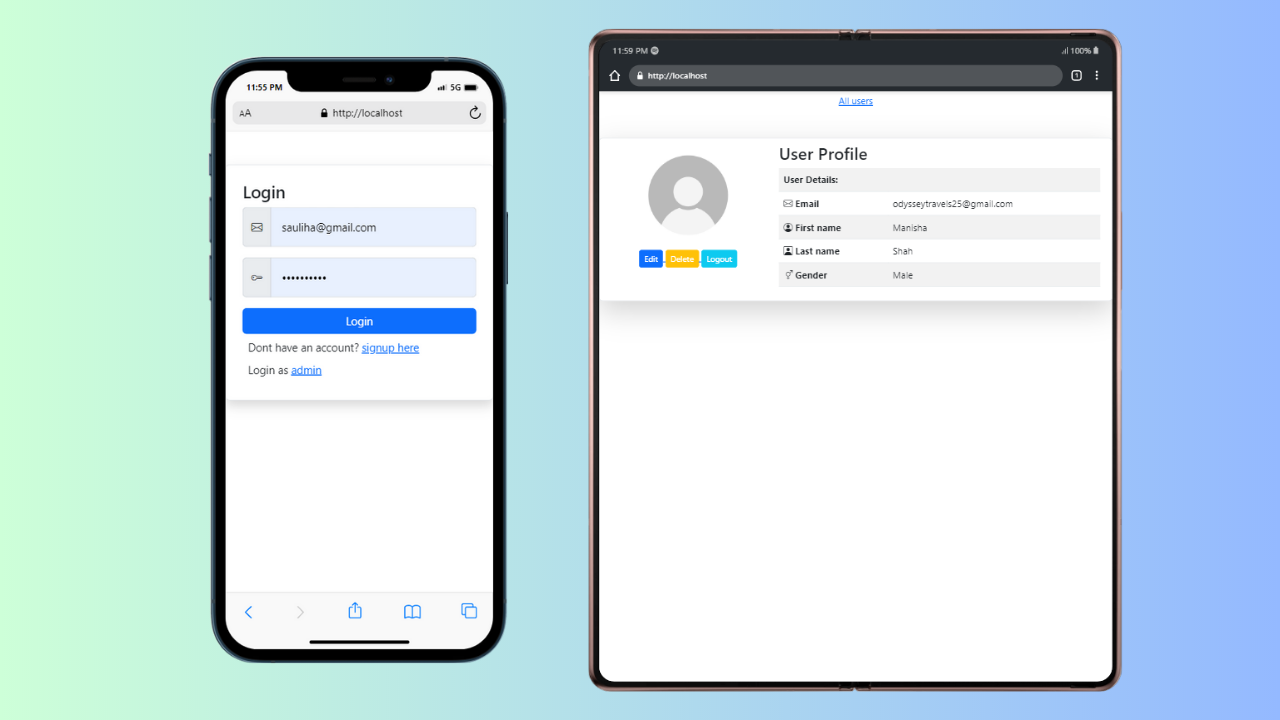 11:55 PM 5G
AA http://localhost
Login
sauliha@gmail.com
••••••••••
Login
Dont have an account? signup here
Login as admin
11:59 PM 100%
http://localhost 1
All users
User Profile
User Details:
Email odysseytravels25@gmail.com
First name Manisha
Last name Shah
Gender Male
Edit Delete Logout